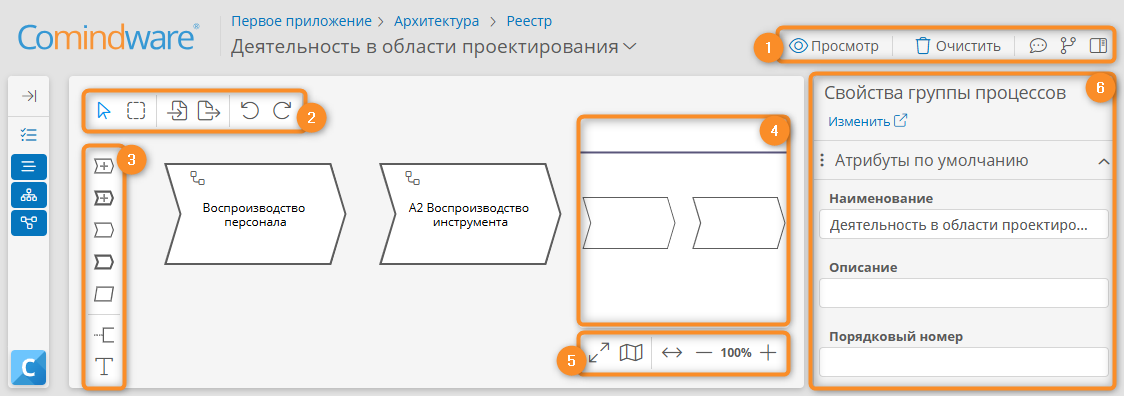 Comindware®
Первое приложение > Архитектура > Реестр
Деятельность в области проектирования
1
Просмотр
Очистить
2
3
Воспроизводство
персонала
A2 Воспроизводство
инструмента
4
5
100%
6
Свойства группы процессов
Изменить
Атрибуты по умолчанию
Наименование
Деятельность в области проектиро...
Описание
Порядковый номер
T
C